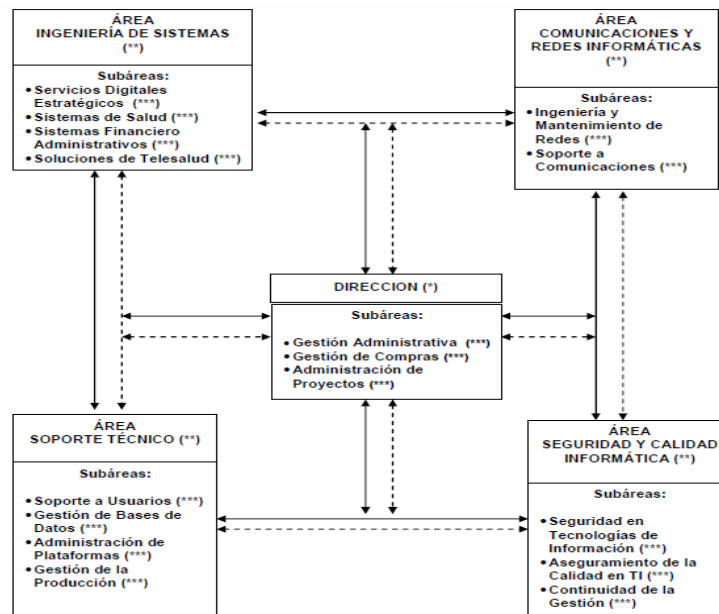 ÁREA
INGENIERÍA DE SISTEMAS
(**)
Subáreas:
•Servicios Digitales
Estratégicos (***)
•Sistemas de Salud (***)
•Sistemas Financiero
Administrativos (***)
•Soluciones de Telesalud (***)
ÁREA
COMUNICACIONES Y
REDES INFORMÁTICAS
(**)
Subáreas:
•Ingeniería y
Mantenimiento de
Redes (***)
•Soporte a
Comunicaciones (***)
DIRECCION (*)
Subáreas:
•Gestión Administrativa (***)
•Gestión de Compras (***)
•Administración de
Proyectos (***)
ÁREA
SOPORTE TÉCNICO (**)
Subáreas:
•Soporte a Usuarios (***)
•Gestión de Bases de
Datos (***)
•Administración de
Plataformas (***)
•Gestión de la
Producción (***)
ÁREA
SEGURIDAD Y CALIDAD
INFORMÁTICA (**)
Subáreas:
•Seguridad en
Tecnologías de
Información (***)
•Aseguramiento de la
Calidad en TI (***)
•Continuidad de la
Gestión (***)